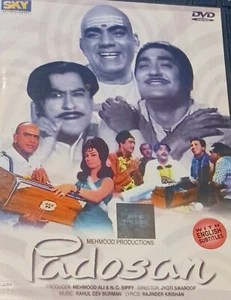 SKY
DVD
MEHMOOD PRODUCTIONS'
Padosan
WITH
ENGLISH
SUBTITLES
PRODUCER: MEHMOOD ALI & N.C. SIPPY DIRECTOR: JYOTI SWAROOP
MUSIC: RAHUL DEV BURMAN LYRICS: RAJINDER KRISHAN